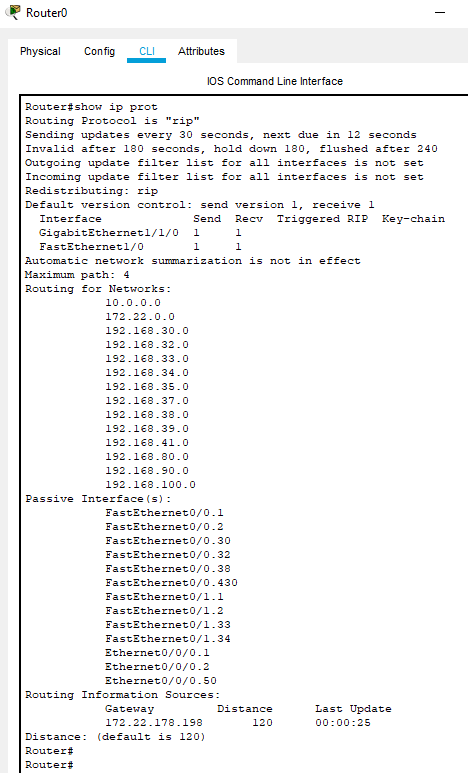 Router0
Physical Config CLI Attributes
IOS Command Line Interface
Router#show ip prot
Routing Protocol is "rip"
Sending updates every 30 seconds, next due in 12 seconds
Invalid after 180 seconds, hold down 180, flushed after 240
Outgoing update filter list for all interfaces is not set
Incoming update filter list for all interfaces is not set
Redistributing: rip
Default version control: send version 1, receive 1
  Interface             Send  Recv  Triggered RIP  Key-chain
  GigabitEthernet1/1/0  1     1
  FastEthernet1/0       1     1
Automatic network summarization is not in effect
Maximum path: 4
Routing for Networks:
            10.0.0.0
            172.22.0.0
            192.168.30.0
            192.168.32.0
            192.168.33.0
            192.168.34.0
            192.168.35.0
            192.168.37.0
            192.168.38.0
            192.168.39.0
            192.168.41.0
            192.168.80.0
            192.168.90.0
            192.168.100.0
Passive Interface(s):
            FastEthernet0/0.1
            FastEthernet0/0.2
            FastEthernet0/0.30
            FastEthernet0/0.32
            FastEthernet0/0.38
            FastEthernet0/0.430
            FastEthernet0/1.1
            FastEthernet0/1.2
            FastEthernet0/1.33
            FastEthernet0/1.34
            Ethernet0/0/0.1
            Ethernet0/0/0.2
            Ethernet0/0/0.50
Routing Information Sources:
            Gateway         Distance      Last Update
            172.22.178.198       120      00:00:25
Distance: (default is 120)
Router#
Router#